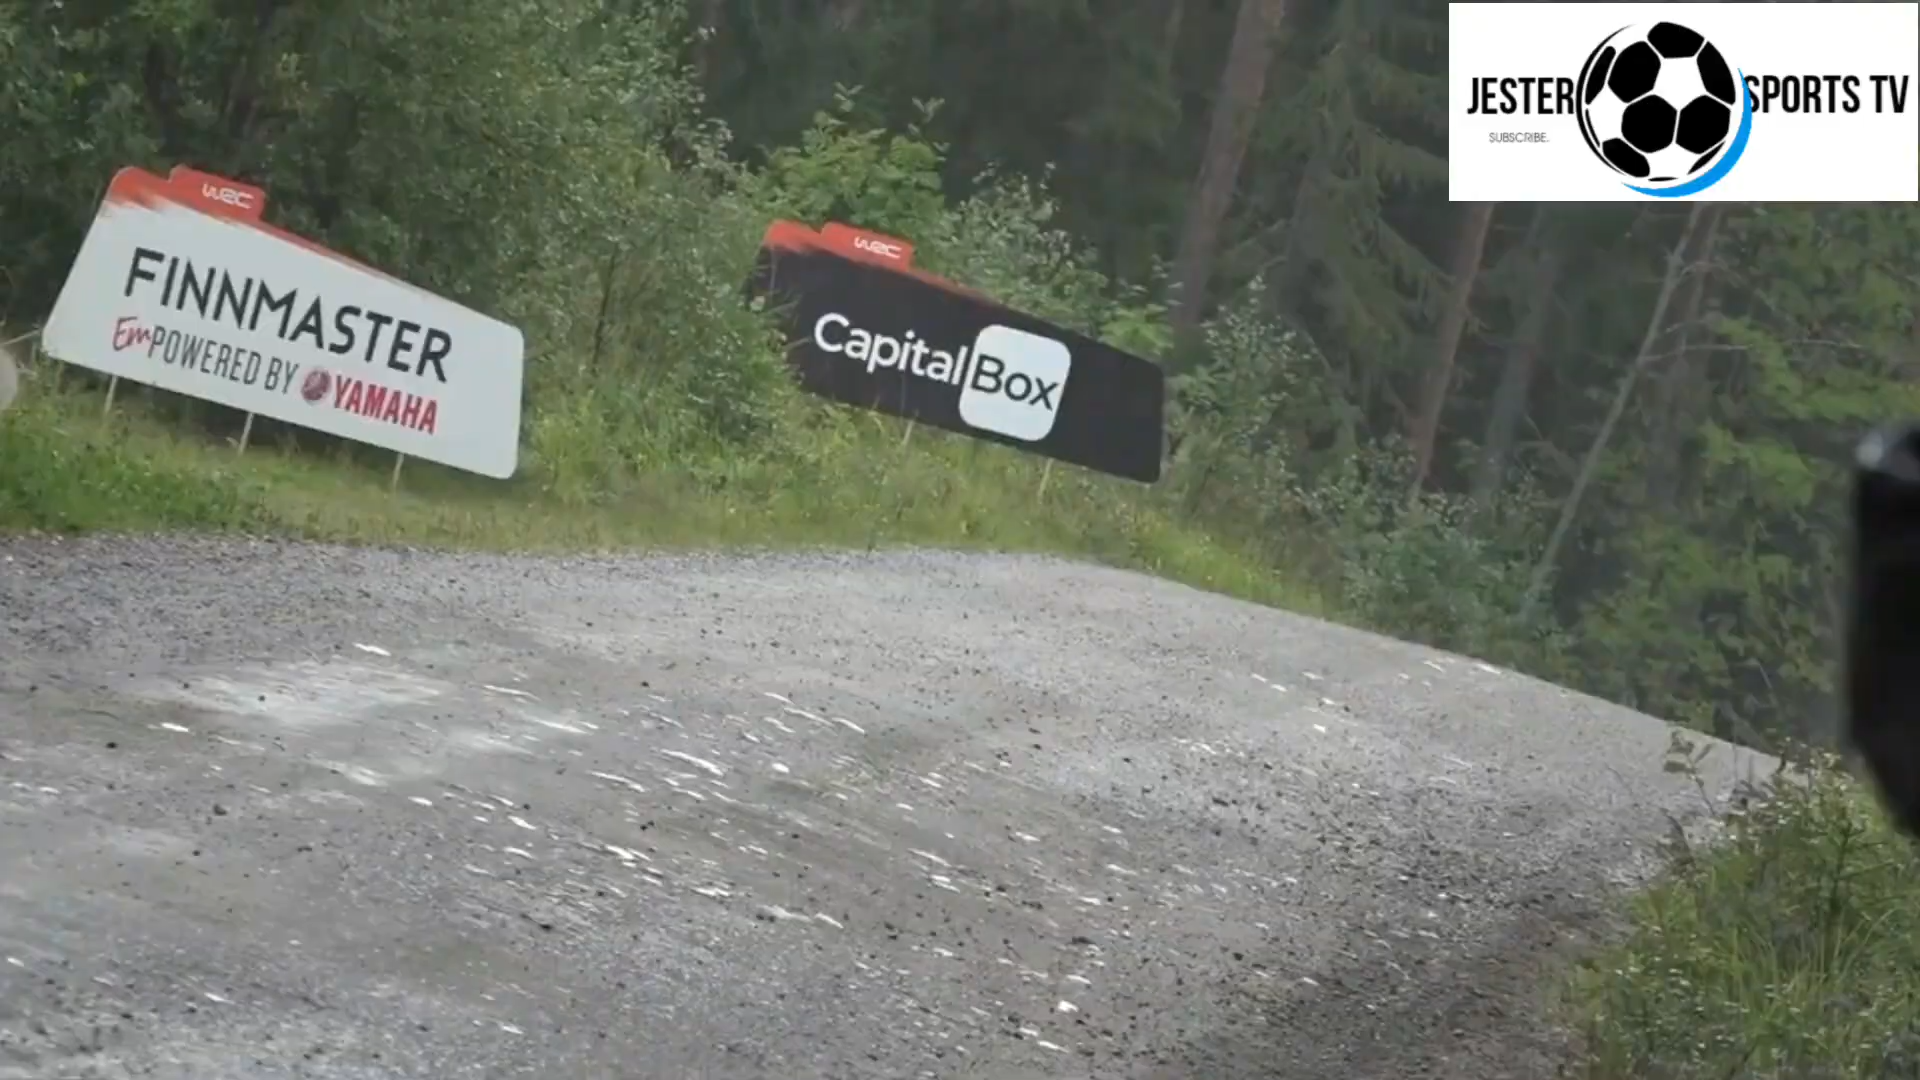 JESTER SPORTS TV
SUBSCRIBE.
WRC
FINNMASTER
EmPOWERED BY YAMAHA
WRC
Capital Box